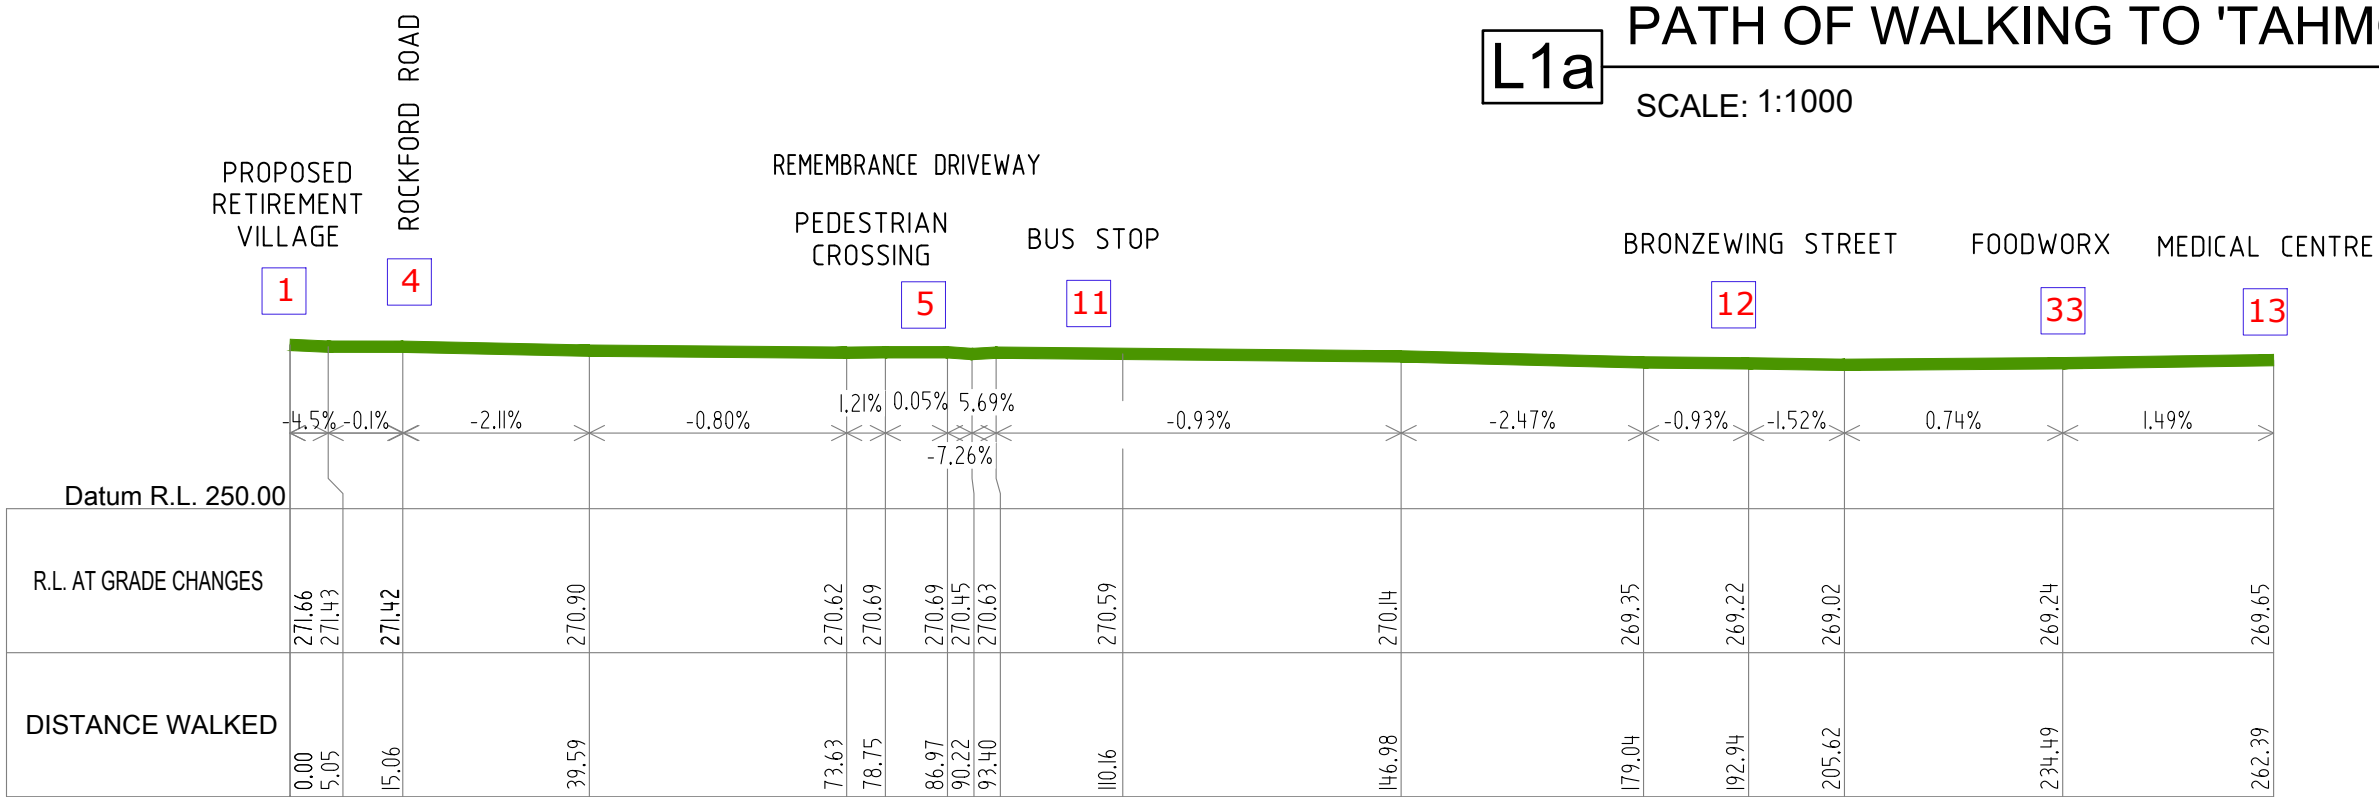 L1a
PATH OF WALKING TO 'TAHM
SCALE: 1:1000
PROPOSED
RETIREMENT
VILLAGE
ROCKFORD ROAD
REMEMBRANCE DRIVEWAY
PEDESTRIAN
CROSSING
BUS STOP
BRONZEWING STREET
FOODWORX
MEDICAL CENTRE
1
4
5
11
12
33
13
-4.5% -0.1% -2.11% -0.80% 1.21% 0.05% 5.69% -0.93% -2.47% -0.93% -1.52% 0.74% 1.49%
-7.26%
Datum R.L. 250.00
R.L. AT GRADE CHANGES
271.66 271.43 271.42 270.90 270.62 270.69 270.69 270.45 270.63 270.59 270.14 269.35 269.22 269.02 269.24 269.65
DISTANCE WALKED
0.00 5.05 15.06 39.59 73.63 78.75 86.97 90.22 93.40 110.16 146.98 179.04 192.94 205.62 234.49 262.39